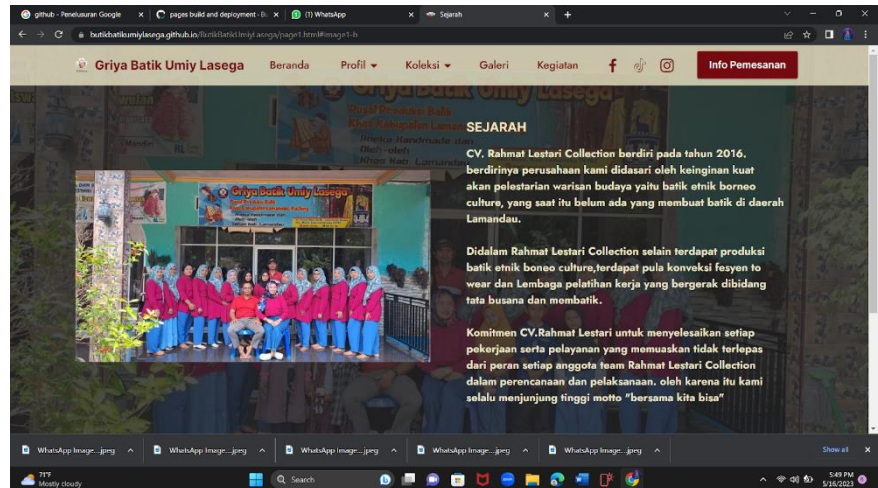 github - Penelusuran Google
pages build and deployment - Bu
(1) WhatsApp
Sejarah
butikbatikumiylasega.github.io/ButikBatikUmiyLasega/page1.html#image1-b
Griya Batik Umiy Lasega
Beranda
Profil
Koleksi
Galeri
Kegiatan
Info Pemesanan
SEJARAH
CV. Rahmat Lestari Collection berdiri pada tahun 2016.
berdirinya perusahaan kami didasari oleh keinginan kuat
akan pelestarian warisan budaya yaitu batik etnik borneo
culture, yang saat itu belum ada yang membuat batik di daerah
Lamandau.
Didalam Rahmat Lestari Collection selain terdapat produksi
batik etnik boneo culture,terdapat pula konveksi fesyen to
wear dan Lembaga pelatihan kerja yang bergerak dibidang
tata busana dan membatik.
Komitmen CV.Rahmat Lestari untuk menyelesaikan setiap
pekerjaan serta pelayanan yang memuaskan tidak terlepas
dari peran setiap anggota team Rahmat Lestari Collection
dalam perencanaan dan pelaksanaan. oleh karena itu kami
selalu menjunjung tinggi motto "bersama kita bisa"
Griya Batik Umiy Lasega
WhatsApp Image....jpeg
WhatsApp Image....jpeg
WhatsApp Image....jpeg
WhatsApp Image....jpeg
WhatsApp Image....jpeg
Show all
71°F
Mostly cloudy
Search
5:49 PM
5/16/2023